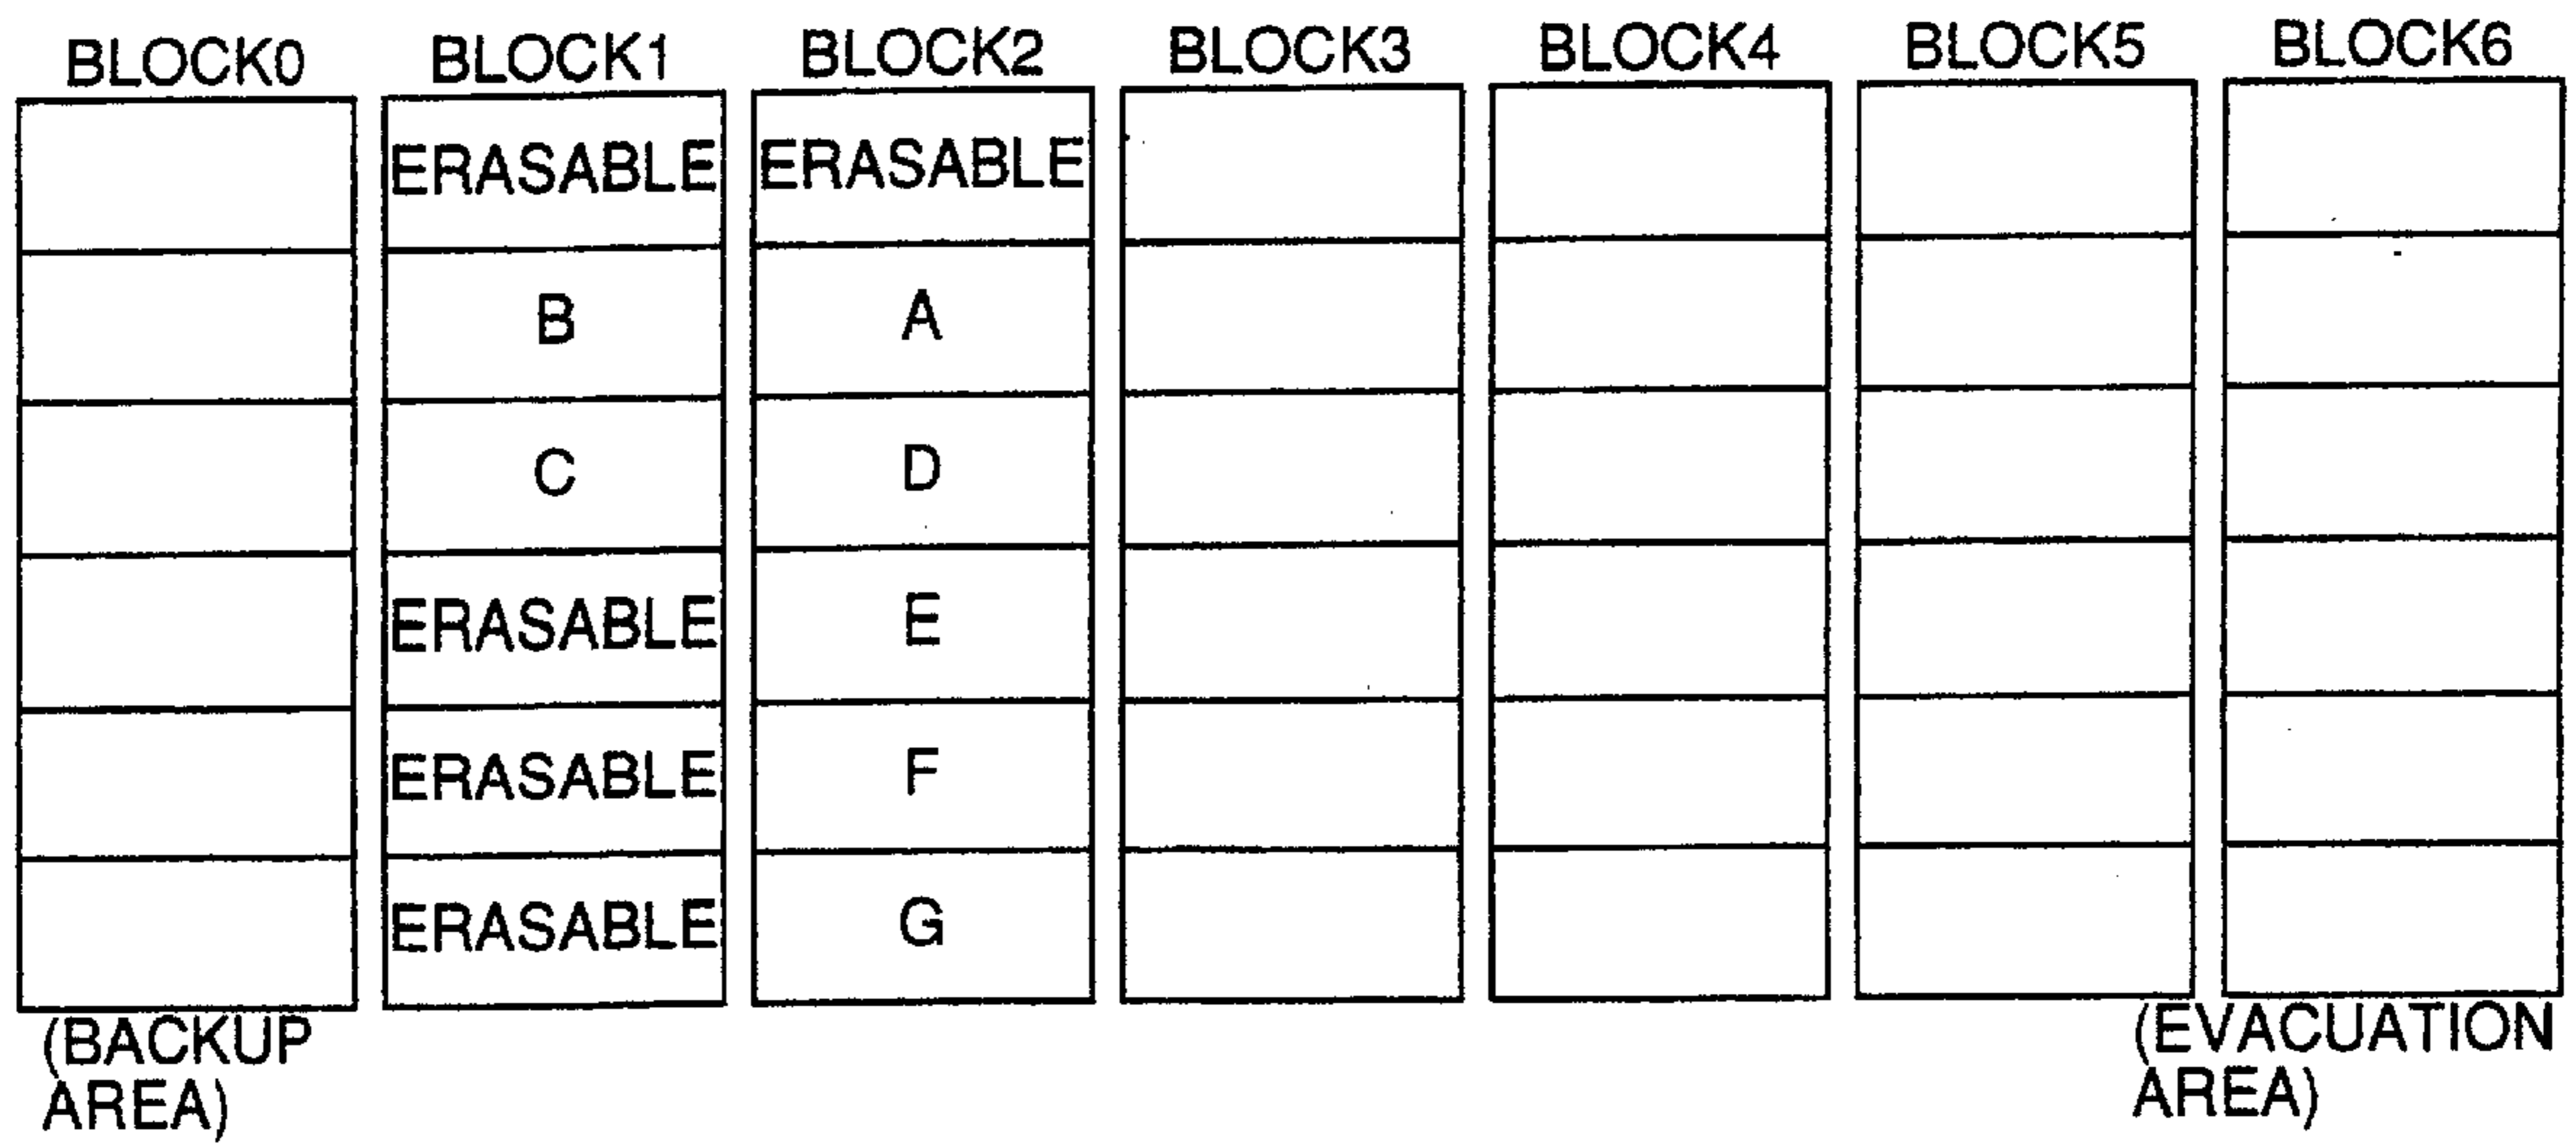 BLOCK0 BLOCK1 BLOCK2 BLOCK3 BLOCK4 BLOCK5 BLOCK6
ERASABLE ERASABLE
B A
C D
ERASABLE E
ERASABLE F
ERASABLE G
(BACKUP (EVACUATION
AREA) AREA)